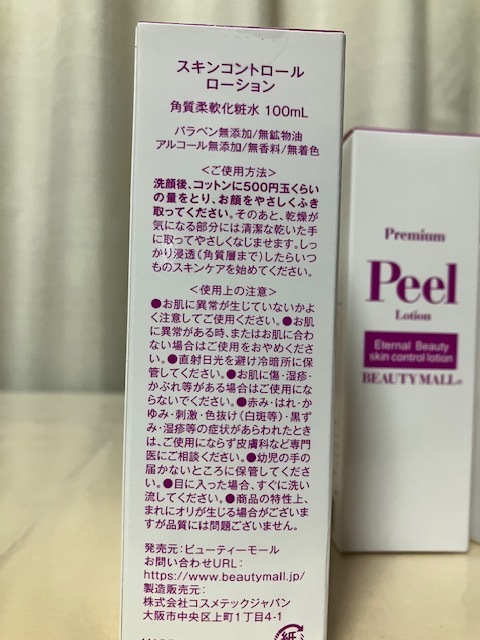 スキンコントロール
ローション
角質柔軟化粧水 100mL
パラベン無添加/無鉱物油
アルコール無添加/無香料/無着色
<ご使用方法>
洗顔後、コットンに500円玉くらい
の量をとり、お顔をやさしくふき
取ってください。そのあと、乾燥が
気になる部分には清潔な乾いた手
に取ってやさしくなじませます。しっ
かり浸透(角質層まで)したらいつ
ものスキンケアを始めてください。
<使用上の注意>
●お肌に異常が生じていないかよ
く注意してご使用ください。●お肌
に異常がある時、またはお肌に合わ
ない場合はご使用をおやめくださ
い。●直射日光を避け冷暗所に保
管してください。●お肌に傷・湿疹・
かぶれ等がある場合はご使用にな
らないでください。●赤み・はれ・か
ゆみ・刺激・色抜け(白斑等)・黒ず
み・湿疹等の症状があらわれたとき
は、ご使用にならず皮膚科など専門
医にご相談ください。●幼児の手の
届かないところに保管してくださ
い。●目に入った場合、すぐに洗い
流してください。●商品の特性上、
まれにオリが生じる場合がございま
すが品質には問題ございません。
発売元:ビューティーモール
お問い合わせURL:
https://www.beautymall.jp/
製造販売元:
株式会社コスメテックジャパン
大阪市中央区上町1丁目4-1
紙
Premium
Peel
Lotion
Eternal Beauty
skin control lotion
BEAUTY MALL®